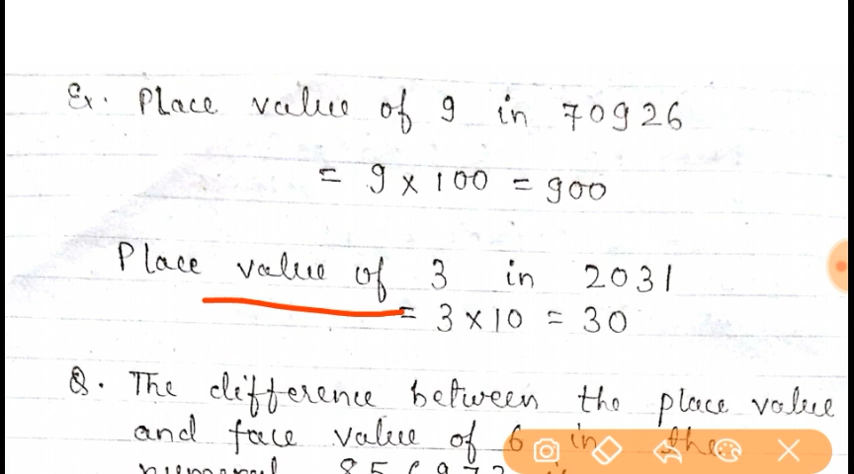 Ex. Place value of 9 in 70926
= 9 x 100 = 900
Place value of 3 in 2031
= 3 x 10 = 30
Q. The difference between the place value
and face value of 6 in the